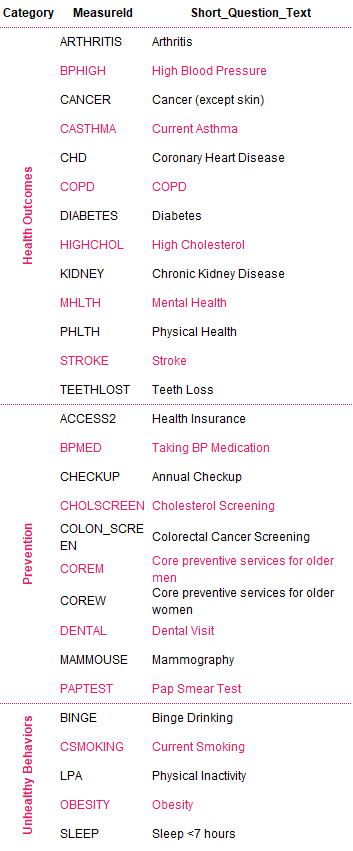 Category MeasureId Short_Question_Text
Health Outcomes
ARTHRITIS Arthritis
BPHIGH High Blood Pressure
CANCER Cancer (except skin)
CASTHMA Current Asthma
CHD Coronary Heart Disease
COPD COPD
DIABETES Diabetes
HIGHCHOL High Cholesterol
KIDNEY Chronic Kidney Disease
MHLTH Mental Health
PHLTH Physical Health
STROKE Stroke
TEETHLOST Teeth Loss
Prevention
ACCESS2 Health Insurance
BPMED Taking BP Medication
CHECKUP Annual Checkup
CHOLSCREEN Cholesterol Screening
COLON_SCRE
EN Colorectal Cancer Screening
COREM Core preventive services for older
men
COREW Core preventive services for older
women
DENTAL Dental Visit
MAMMOUSE Mammography
PAPTEST Pap Smear Test
Unhealthy Behaviors
BINGE Binge Drinking
CSMOKING Current Smoking
LPA Physical Inactivity
OBESITY Obesity
SLEEP Sleep <7 hours